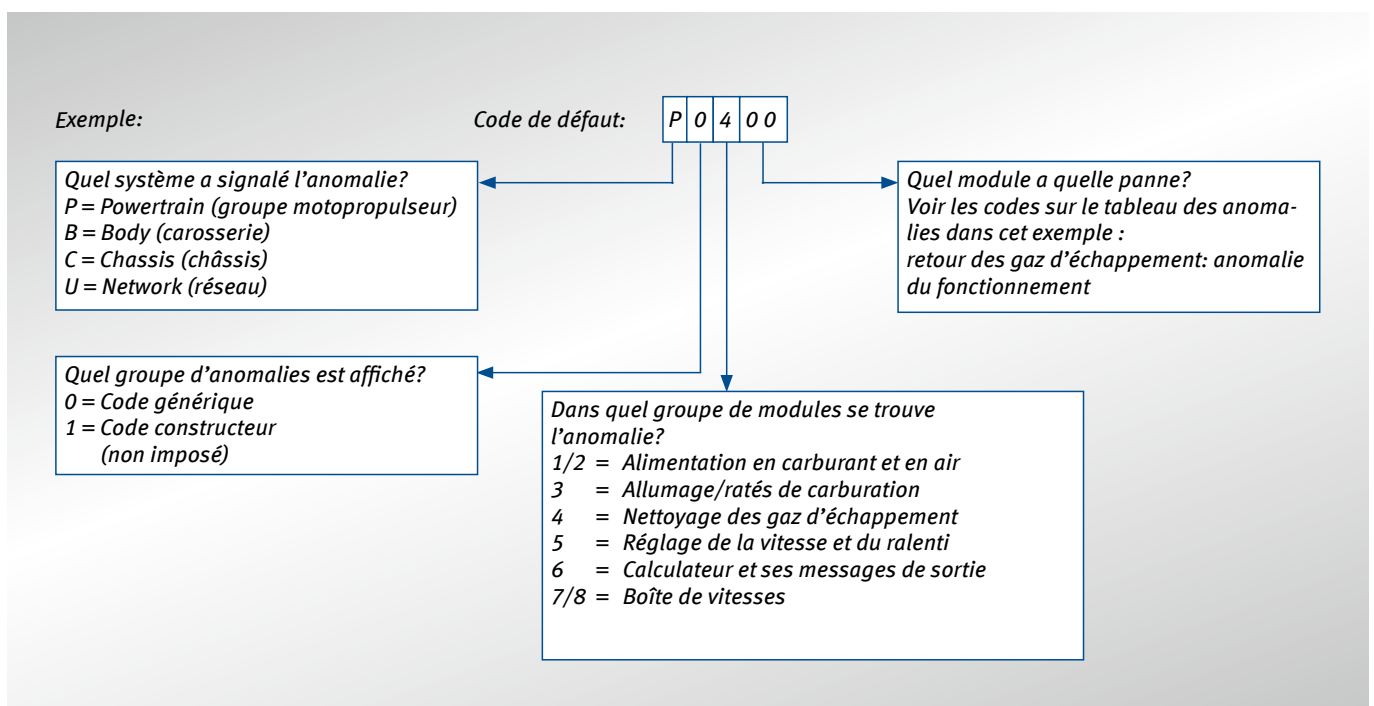 Exemple:
Code de défaut:
P 0 4 0 0
Quel système a signalé l'anomalie?
P = Powertrain (groupe motopropulseur)
B = Body (carosserie)
C = Chassis (châssis)
U = Network (réseau)
Quel module a quelle panne?
Voir les codes sur le tableau des anoma-
lies dans cet exemple :
retour des gaz d'échappement: anomalie
du fonctionnement
Quel groupe d'anomalies est affiché?
0 = Code générique
1 = Code constructeur
(non imposé)
Dans quel groupe de modules se trouve
l'anomalie?
1/2 = Alimentation en carburant et en air
3 = Allumage/ratés de carburation
4 = Nettoyage des gaz d'échappement
5 = Réglage de la vitesse et du ralenti
6 = Calculateur et ses messages de sortie
7/8 = Boîte de vitesses